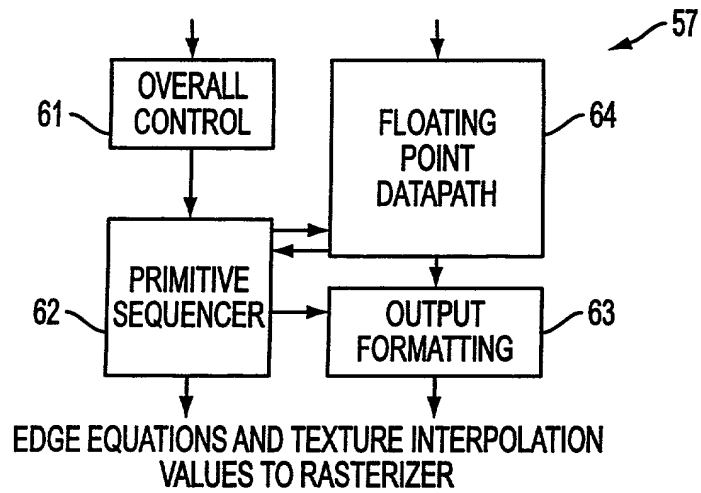 57
OVERALL
CONTROL
61
FLOATING
POINT
DATAPATH
64
PRIMITIVE
SEQUENCER
62
OUTPUT
FORMATTING
63
EDGE EQUATIONS AND TEXTURE INTERPOLATION
VALUES TO RASTERIZER